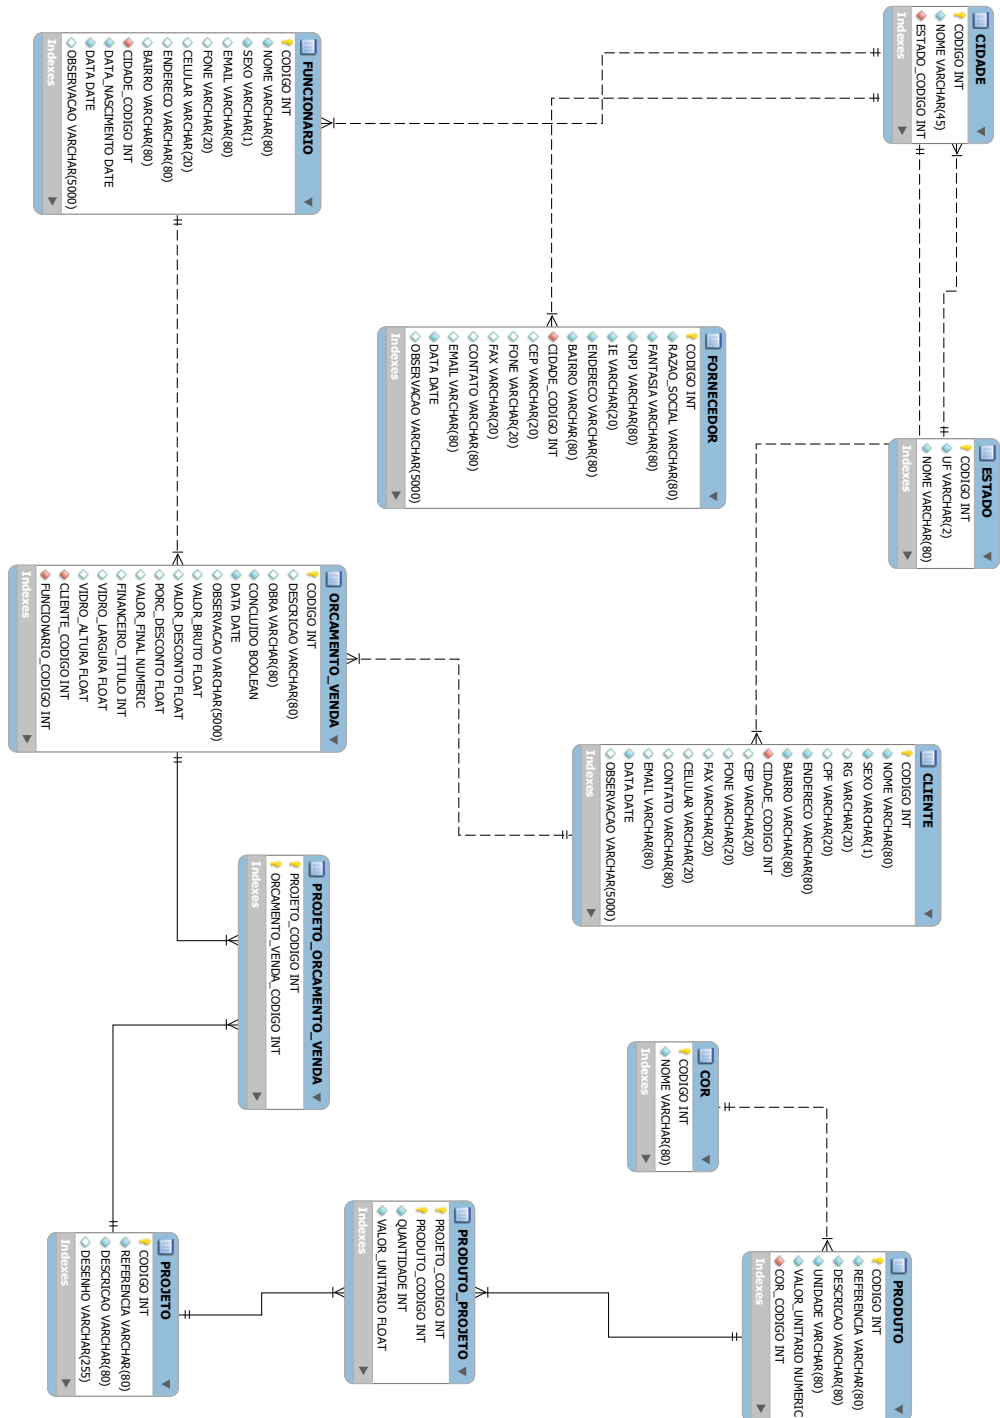 CIDADE
CODIGO INT
NOME VARCHAR(45)
ESTADO_CODIGO INT
Indexes
ESTADO
CODIGO INT
UF VARCHAR(2)
NOME VARCHAR(80)
Indexes
CLIENTE
CODIGO INT
NOME VARCHAR(80)
SEXO VARCHAR(1)
RG VARCHAR(20)
CPF VARCHAR(20)
ENDERECO VARCHAR(80)
BAIRRO VARCHAR(80)
CIDADE_CODIGO INT
CEP VARCHAR(20)
FONE VARCHAR(20)
FAX VARCHAR(20)
CELULAR VARCHAR(20)
CONTATO VARCHAR(80)
EMAIL VARCHAR(80)
DATA DATE
OBSERVACAO VARCHAR(5000)
Indexes
PRODUTO
CODIGO INT
REFERENCIA VARCHAR(80)
DESCRICAO VARCHAR(80)
UNIDADE VARCHAR(80)
VALOR_UNITARIO NUMERIC
COR_CODIGO INT
Indexes
FORNECEDOR
CODIGO INT
RAZAO_SOCIAL VARCHAR(80)
FANTASIA VARCHAR(80)
CNPJ VARCHAR(80)
IE VARCHAR(20)
ENDERECO VARCHAR(80)
BAIRRO VARCHAR(80)
CIDADE_CODIGO INT
CEP VARCHAR(20)
FONE VARCHAR(20)
FAX VARCHAR(20)
CONTATO VARCHAR(80)
EMAIL VARCHAR(80)
DATA DATE
OBSERVACAO VARCHAR(5000)
Indexes
COR
CODIGO INT
NOME VARCHAR(80)
Indexes
PRODUTO_PROJETO
PROJETO_CODIGO INT
PRODUTO_CODIGO INT
QUANTIDADE INT
VALOR_UNITARIO FLOAT
Indexes
FUNCIONARIO
CODIGO INT
NOME VARCHAR(80)
SEXO VARCHAR(1)
EMAIL VARCHAR(80)
FONE VARCHAR(20)
CELULAR VARCHAR(20)
ENDERECO VARCHAR(80)
BAIRRO VARCHAR(80)
CIDADE_CODIGO INT
DATA_NASCIMENTO DATE
DATA DATE
OBSERVACAO VARCHAR(5000)
Indexes
ORCAMENTO_VENDA
CODIGO INT
DESCRICAO VARCHAR(80)
OBRA VARCHAR(80)
CONCLUIDO BOOLEAN
DATA DATE
OBSERVACAO VARCHAR(5000)
VALOR_BRUTO FLOAT
VALOR_DESCONTO FLOAT
PORC_DESCONTO FLOAT
VALOR_FINAL NUMERIC
FINANCEIRO_TITULO INT
VIDRO_LARGURA FLOAT
VIDRO_ALTURA FLOAT
CLIENTE_CODIGO INT
FUNCIONARIO_CODIGO INT
Indexes
PROJETO_ORCAMENTO_VENDA
PROJETO_CODIGO INT
ORCAMENTO_VENDA_CODIGO INT
Indexes
PROJETO
CODIGO INT
REFERENCIA VARCHAR(80)
DESCRICAO VARCHAR(80)
DESENHO VARCHAR(255)
Indexes